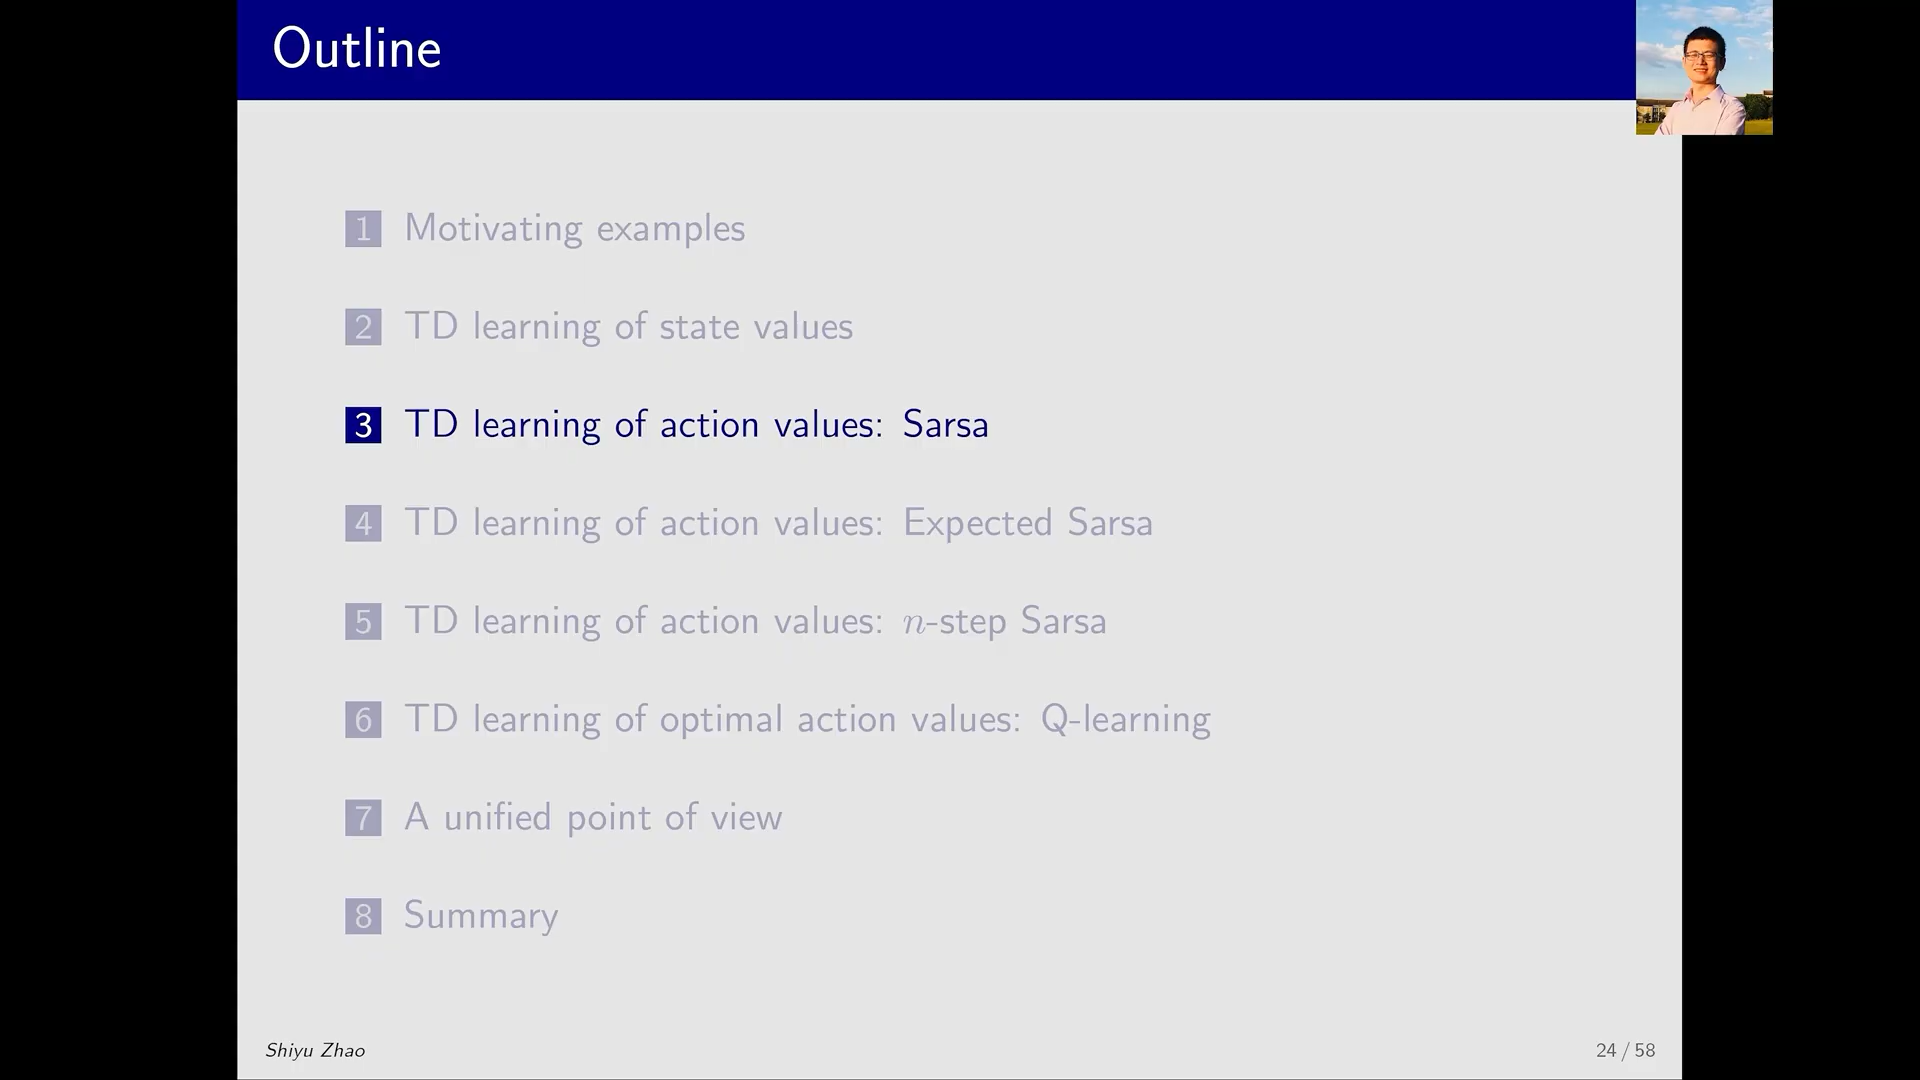 Outline
1 Motivating examples
2 TD learning of state values
3 TD learning of action values: Sarsa
4 TD learning of action values: Expected Sarsa
5 TD learning of action values: n-step Sarsa
6 TD learning of optimal action values: Q-learning
7 A unified point of view
8 Summary
Shiyu Zhao
24 / 58